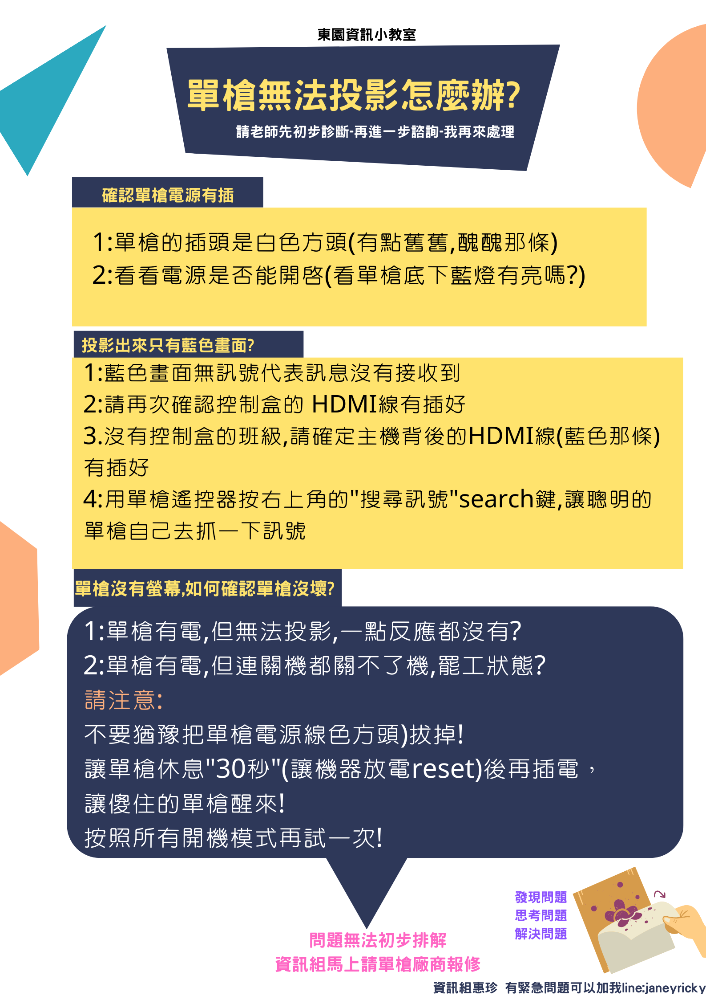 東園資訊小教室
單槍無法投影怎麼辦?
請老師先初步診斷-再進一步諮詢-我再來處理
確認單槍電源有插
1:單槍的插頭是白色方頭(有點舊舊,醜醜那條)
2:看看電源是否能開啓(看單槍底下藍燈有亮嗎?)
投影出來只有藍色畫面?
1:藍色畫面無訊號代表訊息沒有接收到
2:請再次確認控制盒的 HDMI線有插好
3.沒有控制盒的班級,請確定主機背後的HDMI線(藍色那條)
有插好
4:用單槍遙控器按右上角的"搜尋訊號"search鍵,讓聰明的
單槍自己去抓一下訊號
單槍沒有螢幕,如何確認單槍沒壞?
1:單槍有電,但無法投影,一點反應都沒有?
2:單槍有電,但連關機都關不了機,罷工狀態?
請注意:
不要猶豫把單槍電源線色方頭)拔掉!
讓單槍休息"30秒"(讓機器放電reset)後再插電，
讓傻住的單槍醒來!
按照所有開機模式再試一次!
發現問題
思考問題
解決問題
問題無法初步排解
資訊組馬上請單槍廠商報修
資訊組惠珍 有緊急問題可以加我line:janeyricky